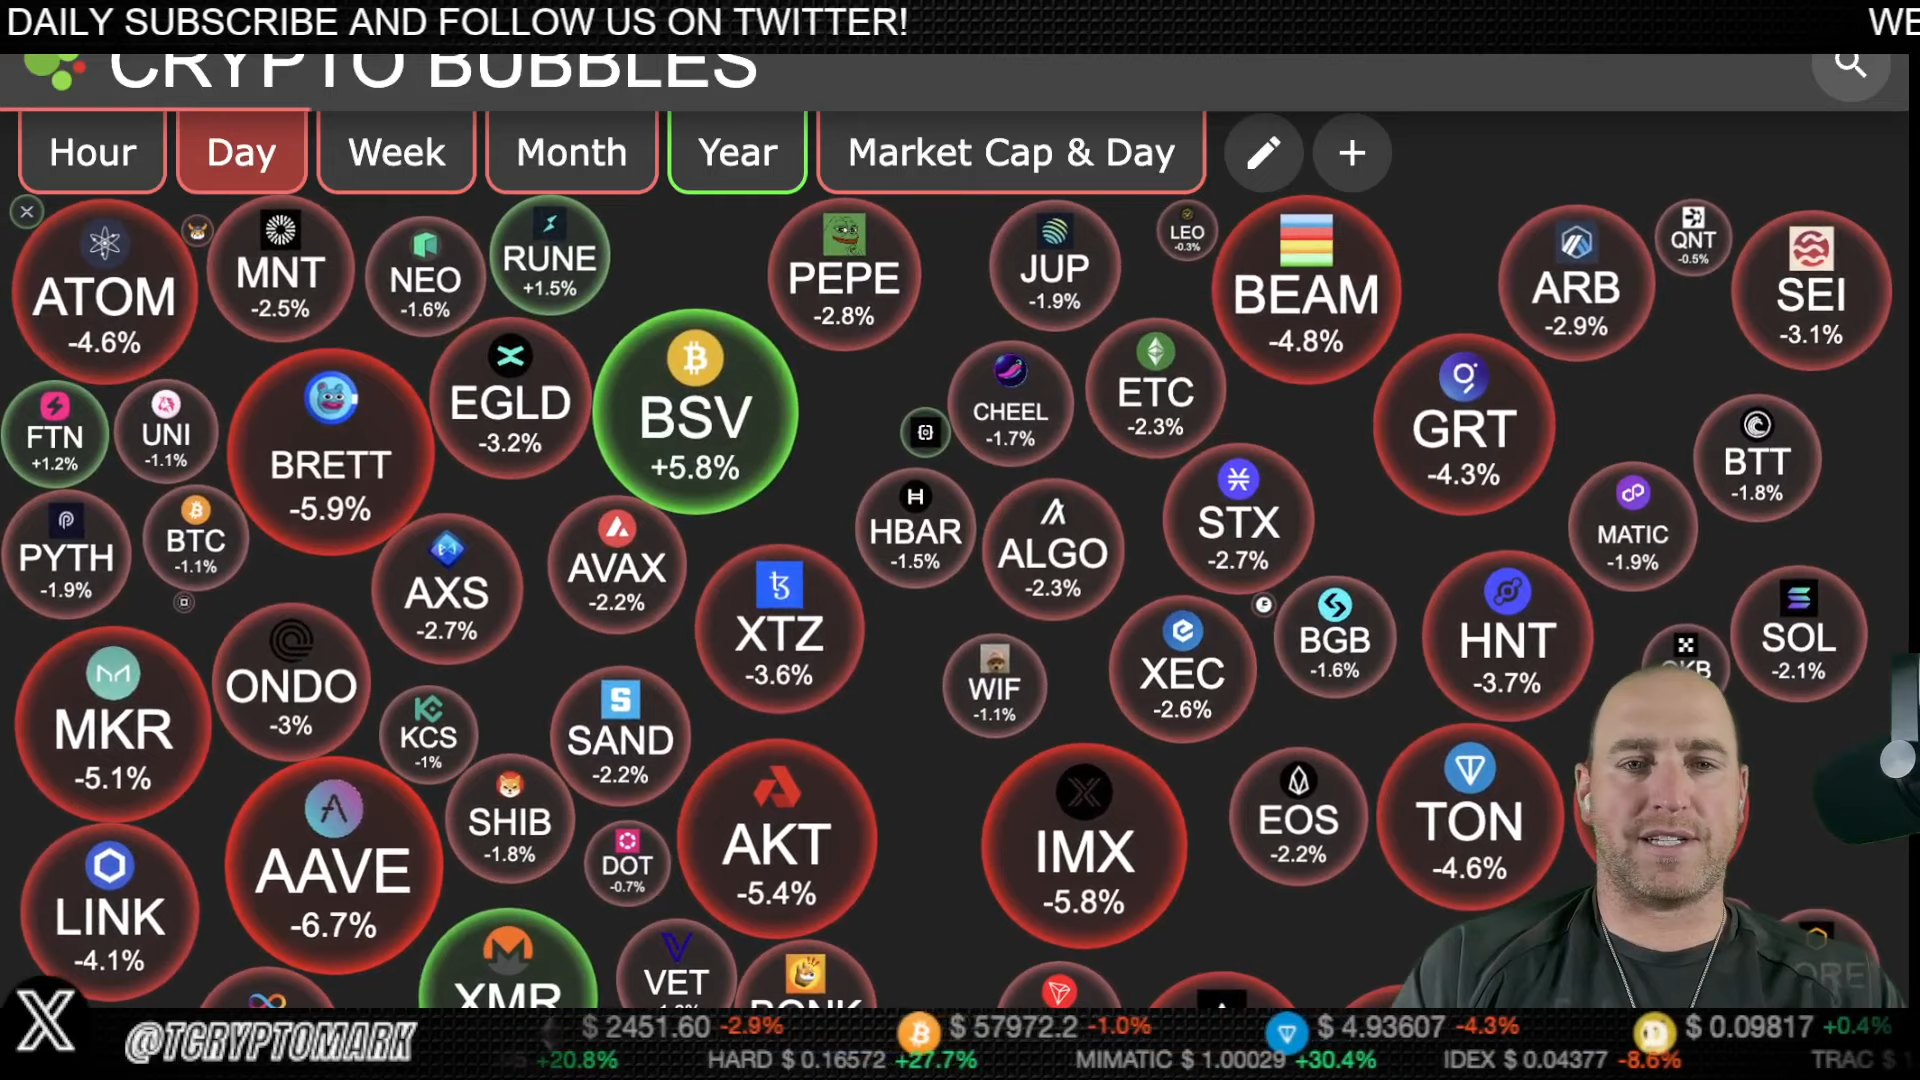 DAILY SUBSCRIBE AND FOLLOW US ON TWITTER!
WE
CRYPTO BUBBLES
Hour
Day
Week
Month
Year
Market Cap & Day
ATOM
-4.6%
MNT
-2.5%
NEO
-1.6%
RUNE
+1.5%
PEPE
-2.8%
JUP
-1.9%
LEO
-0.3%
BEAM
-4.8%
ARB
-2.9%
QNT
-0.5%
SEI
-3.1%
FTN
+1.2%
UNI
-1.1%
BRETT
-5.9%
EGLD
-3.2%
BSV
+5.8%
CHEEL
-1.7%
ETC
-2.3%
GRT
-4.3%
BTT
-1.8%
PYTH
-1.9%
BTC
-1.1%
AXS
-2.7%
AVAX
-2.2%
XTZ
-3.6%
HBAR
-1.5%
ALGO
-2.3%
STX
-2.7%
MATIC
-1.9%
MKR
-5.1%
ONDO
-3%
KCS
-1%
SAND
-2.2%
WIF
-1.1%
XEC
-2.6%
BGB
-1.6%
HNT
-3.7%
SOL
-2.1%
LINK
-4.1%
AAVE
-6.7%
SHIB
-1.8%
DOT
-0.7%
AKT
-5.4%
IMX
-5.8%
EOS
-2.2%
TON
-4.6%
XMR
VET
BONK
@TCRYPTOMARK
$ 2451.60 -2.9% $ 57972.2 -1.0% $ 4.93607 -4.3% $ 0.09817 +0.4%
+20.8% HARD $ 0.16572 +27.7% MIMATIC $ 1.00029 +30.4% IDEX $ 0.04377 -8.6% TRAC $